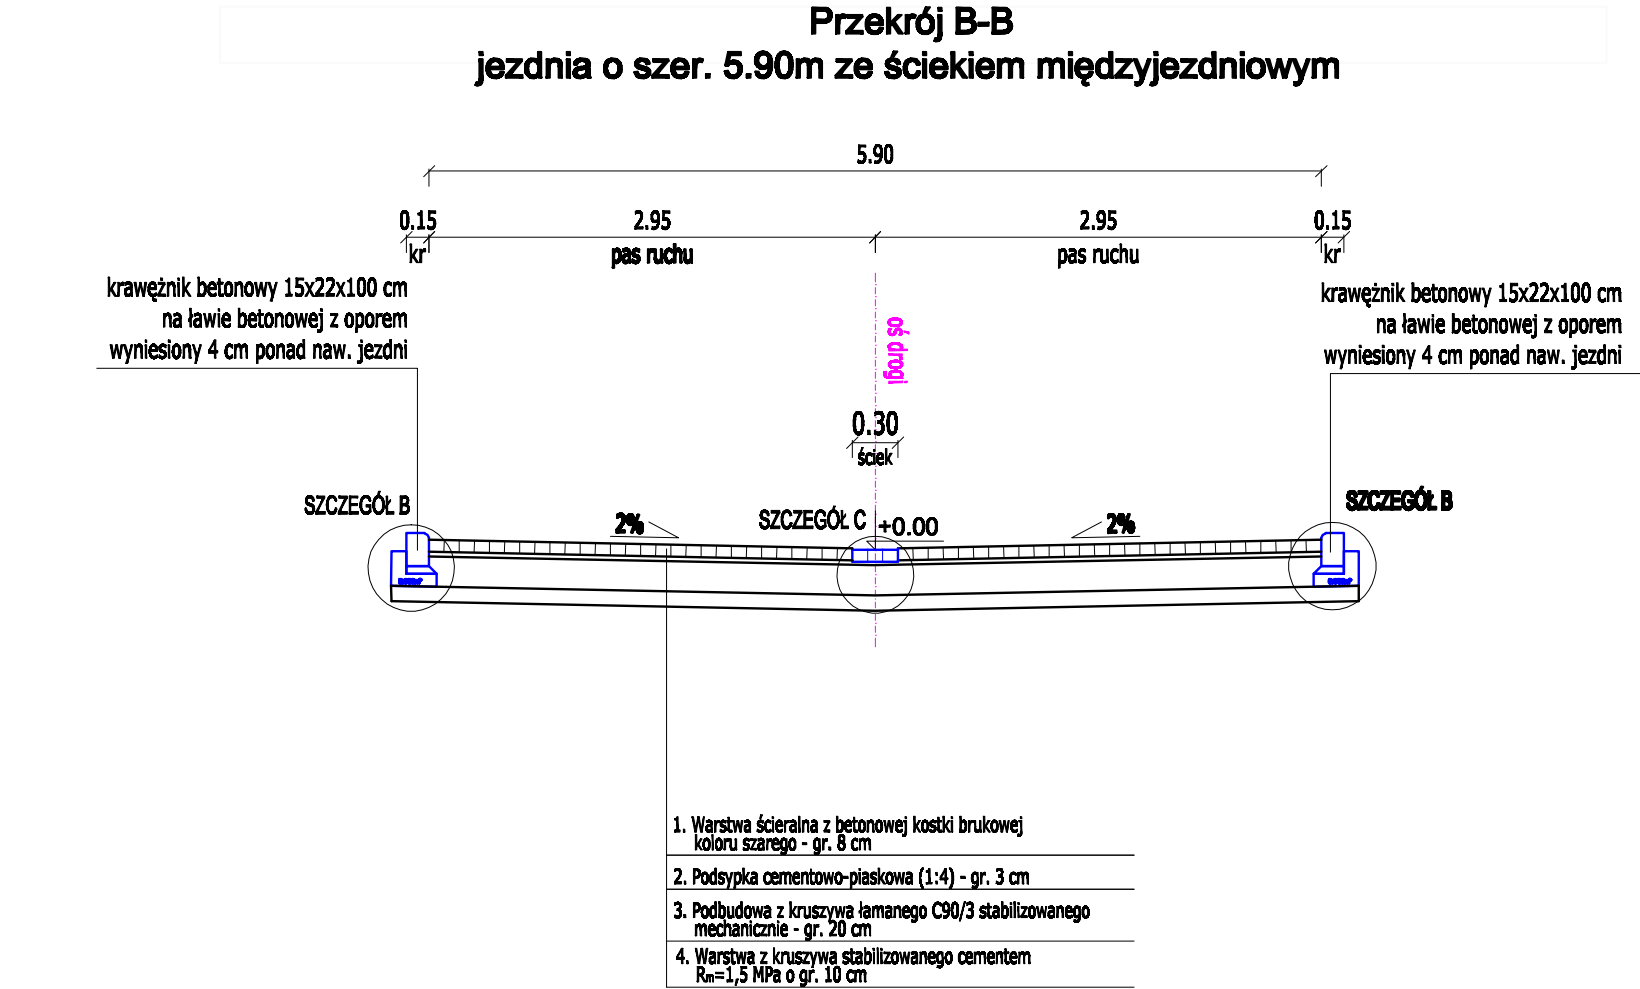 Przekrój B-B
jezdnia o szer. 5.90m ze ściekiem międzyjezdniowym
5.90
0.15 2.95 2.95 0.15
kr pas ruchu pas ruchu kr
krawężnik betonowy 15x22x100 cm
na ławie betonowej z oporem
wyniesiony 4 cm ponad naw. jezdni
krawężnik betonowy 15x22x100 cm
na ławie betonowej z oporem
wyniesiony 4 cm ponad naw. jezdni
oś drogi
0.30
ściek
SZCZEGÓŁ B
2%
SZCZEGÓŁ C
+0.00
2%
SZCZEGÓŁ B
1. Warstwa ścieralna z betonowej kostki brukowej
koloru szarego - gr. 8 cm
2. Podsypka cementowo-piaskowa (1:4) - gr. 3 cm
3. Podbudowa z kruszywa łamanego C90/3 stabilizowanego
mechanicznie - gr. 20 cm
4. Warstwa z kruszywa stabilizowanego cementem
Rm=1,5 MPa o gr. 10 cm